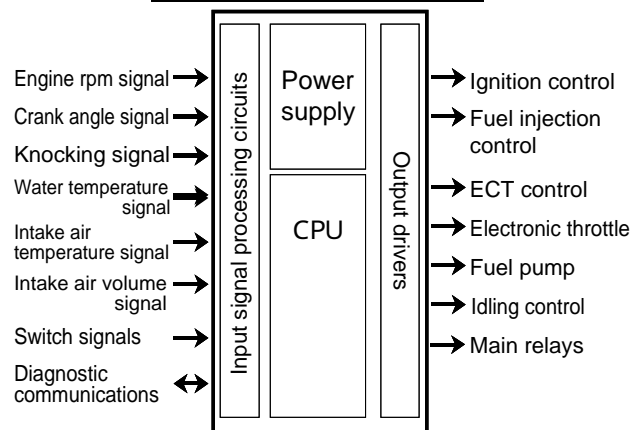 Engine rpm signal
Crank angle signal
Knocking signal
Water temperature
signal
Intake air
temperature signal
Intake air volume
signal
Switch signals
Diagnostic
communications
Input signal processing circuits
Power
supply
CPU
Output drivers
Ignition control
Fuel injection
control
ECT control
Electronic throttle
Fuel pump
Idling control
Main relays